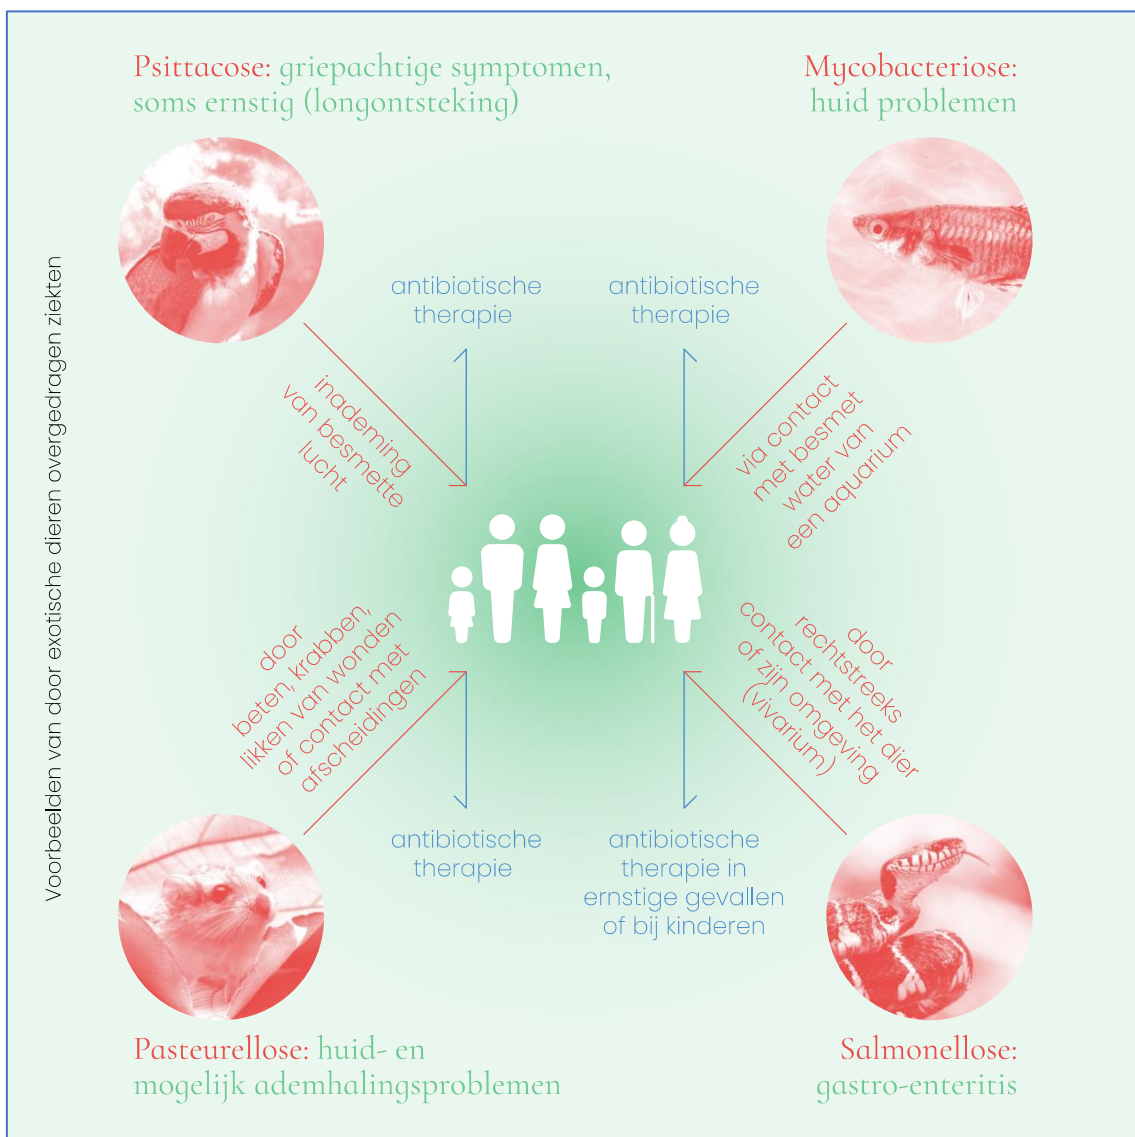 Psittacose: griepachtige symptomen,
soms ernstig (longontsteking)
Mycobacteriose:
huid problemen
Voorbeelden van door exotische dieren overgedragen ziekten
antibiotische
therapie
antibiotische
therapie
inademing
van besmette
lucht
via contact
met besmet
water van
een aquarium
door
beten, krabben,
likken van wonden
of contact met
afscheidingen
door
rechtstreeks
contact met het dier
of zijn omgeving
(vivarium)
antibiotische
therapie
antibiotische
therapie in
ernstige gevallen
of bij kinderen
Pasteurellose: huid- en
mogelijk ademhalingsproblemen
Salmonellose:
gastro-enteritis